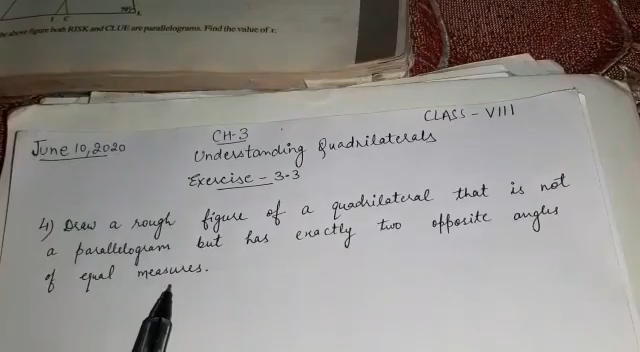 I C 70° L
he above figure both RISK and CLUE are parallelograms. Find the value of x.
CLASS - VIII
CH-3
June 10, 2020
Understanding Quadrilaterals
Exercise - 3.3
4) Draw a rough figure of a quadrilateral that is not
a parallelogram but has exactly two opposite angles
of equal measures.